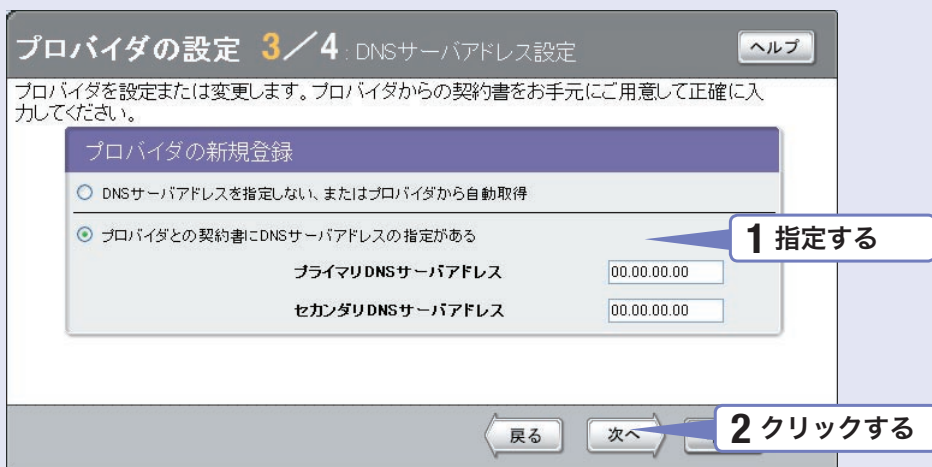 プロバイダの設定 3／4 : DNSサーバアドレス設定
ヘルプ
プロバイダを設定または変更します。プロバイダからの契約書をお手元にご用意して正確に入
力してください。
プロバイダの新規登録
DNSサーバアドレスを指定しない、またはプロバイダから自動取得
プロバイダとの契約書にDNSサーバアドレスの指定がある
1 指定する
プライマリDNSサーバアドレス 00.00.00.00
セカンダリDNSサーバアドレス 00.00.00.00
戻る 次へ
2 クリックする